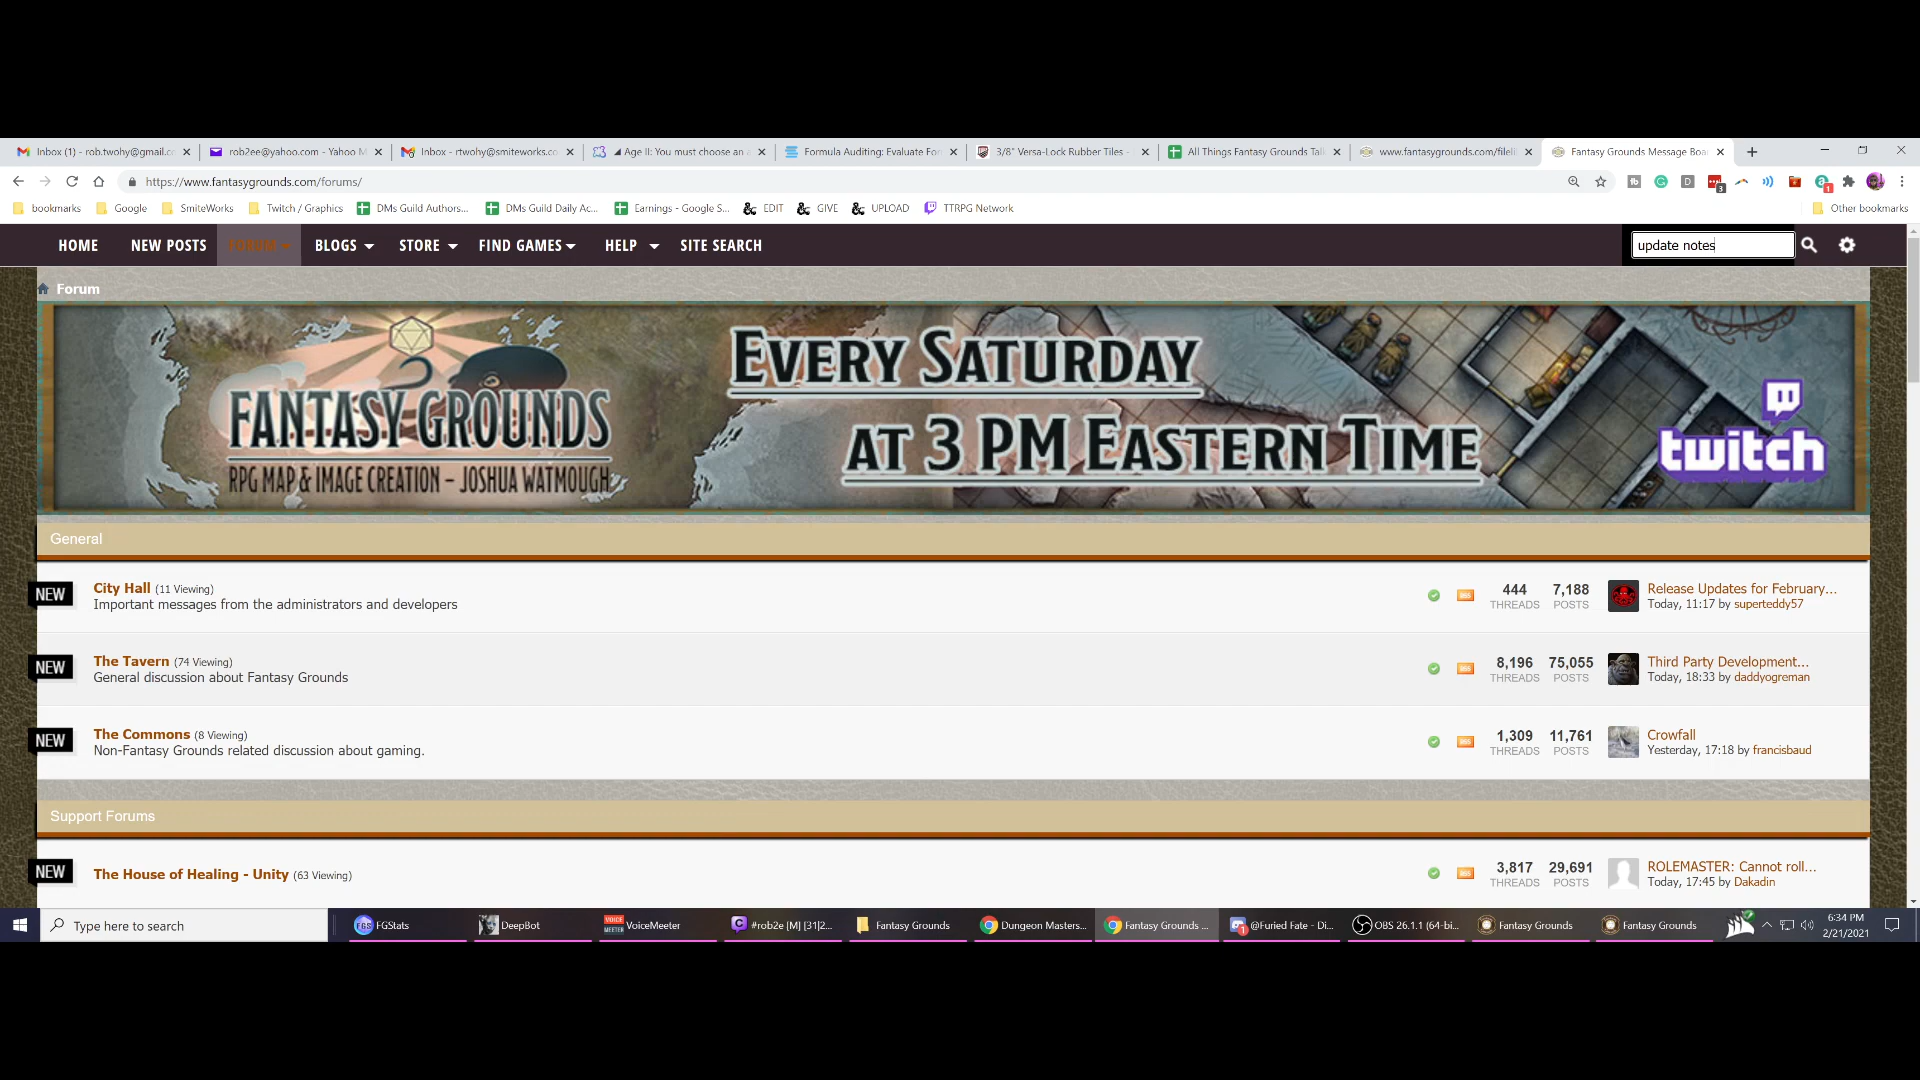 Inbox (1) - rob.twohy@gmail.co
rob2ee@yahoo.com - Yahoo M
Inbox - rtwohy@smiteworks.co
Age II: You must choose an a
Formula Auditing: Evaluate For
3/8" Versa-Lock Rubber Tiles -
All Things Fantasy Grounds Talk
www.fantasygrounds.com/fileli
Fantasy Grounds Message Boa
https://www.fantasygrounds.com/forums/
bookmarks
Google
SmiteWorks
Twitch / Graphics
DMs Guild Authors...
DMs Guild Daily Ac...
Earnings - Google S...
EDIT
GIVE
UPLOAD
TTRPG Network
Other bookmarks
HOME
NEW POSTS
FORUM
BLOGS
STORE
FIND GAMES
HELP
SITE SEARCH
update notes
Forum
FANTASY GROUNDS
RPG MAP & IMAGE CREATION – JOSHUA WATMOUGH
EVERY SATURDAY
AT 3 PM EASTERN TIME
twitch
General
NEW
City Hall (11 Viewing)
Important messages from the administrators and developers
444 7,188
THREADS POSTS
Release Updates for February...
Today, 11:17 by superteddy57
NEW
The Tavern (74 Viewing)
General discussion about Fantasy Grounds
8,196 75,055
THREADS POSTS
Third Party Development...
Today, 18:33 by daddyogreman
NEW
The Commons (8 Viewing)
Non-Fantasy Grounds related discussion about gaming.
1,309 11,761
THREADS POSTS
Crowfall
Yesterday, 17:18 by francisbaud
Support Forums
NEW
The House of Healing - Unity (63 Viewing)
3,817 29,691
THREADS POSTS
ROLEMASTER: Cannot roll...
Today, 17:45 by Dakadin
Type here to search
FGStats
DeepBot
VoiceMeeter
#rob2e [M] [31]2...
Fantasy Grounds
Dungeon Masters...
Fantasy Grounds ...
@Furied Fate - Di...
OBS 26.1.1 (64-bi...
Fantasy Grounds
Fantasy Grounds
6:34 PM
2/21/2021